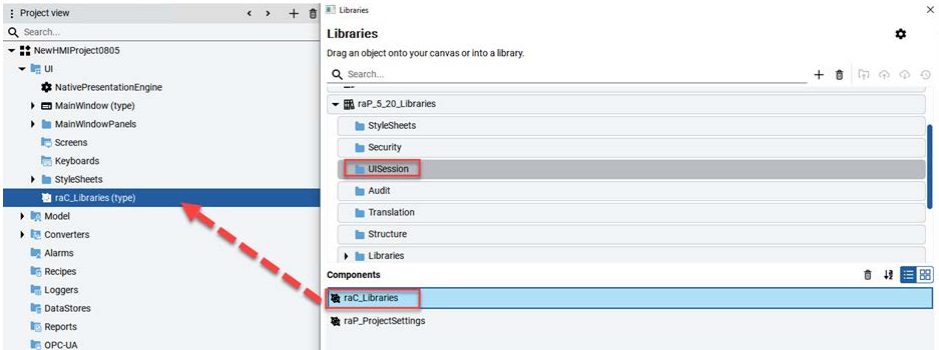 Project view
Search...
NewHMIProject0805
UI
NativePresentationEngine
MainWindow (type)
MainWindowPanels
Screens
Keyboards
StyleSheets
raC_Libraries (type)
Model
Converters
Alarms
Recipes
Loggers
DataStores
Reports
OPC-UA
Libraries
Libraries
Drag an object onto your canvas or into a library.
Search...
raP_5_20_Libraries
StyleSheets
Security
UISession
Audit
Translation
Structure
Libraries
Components
raC_Libraries
raP_ProjectSettings